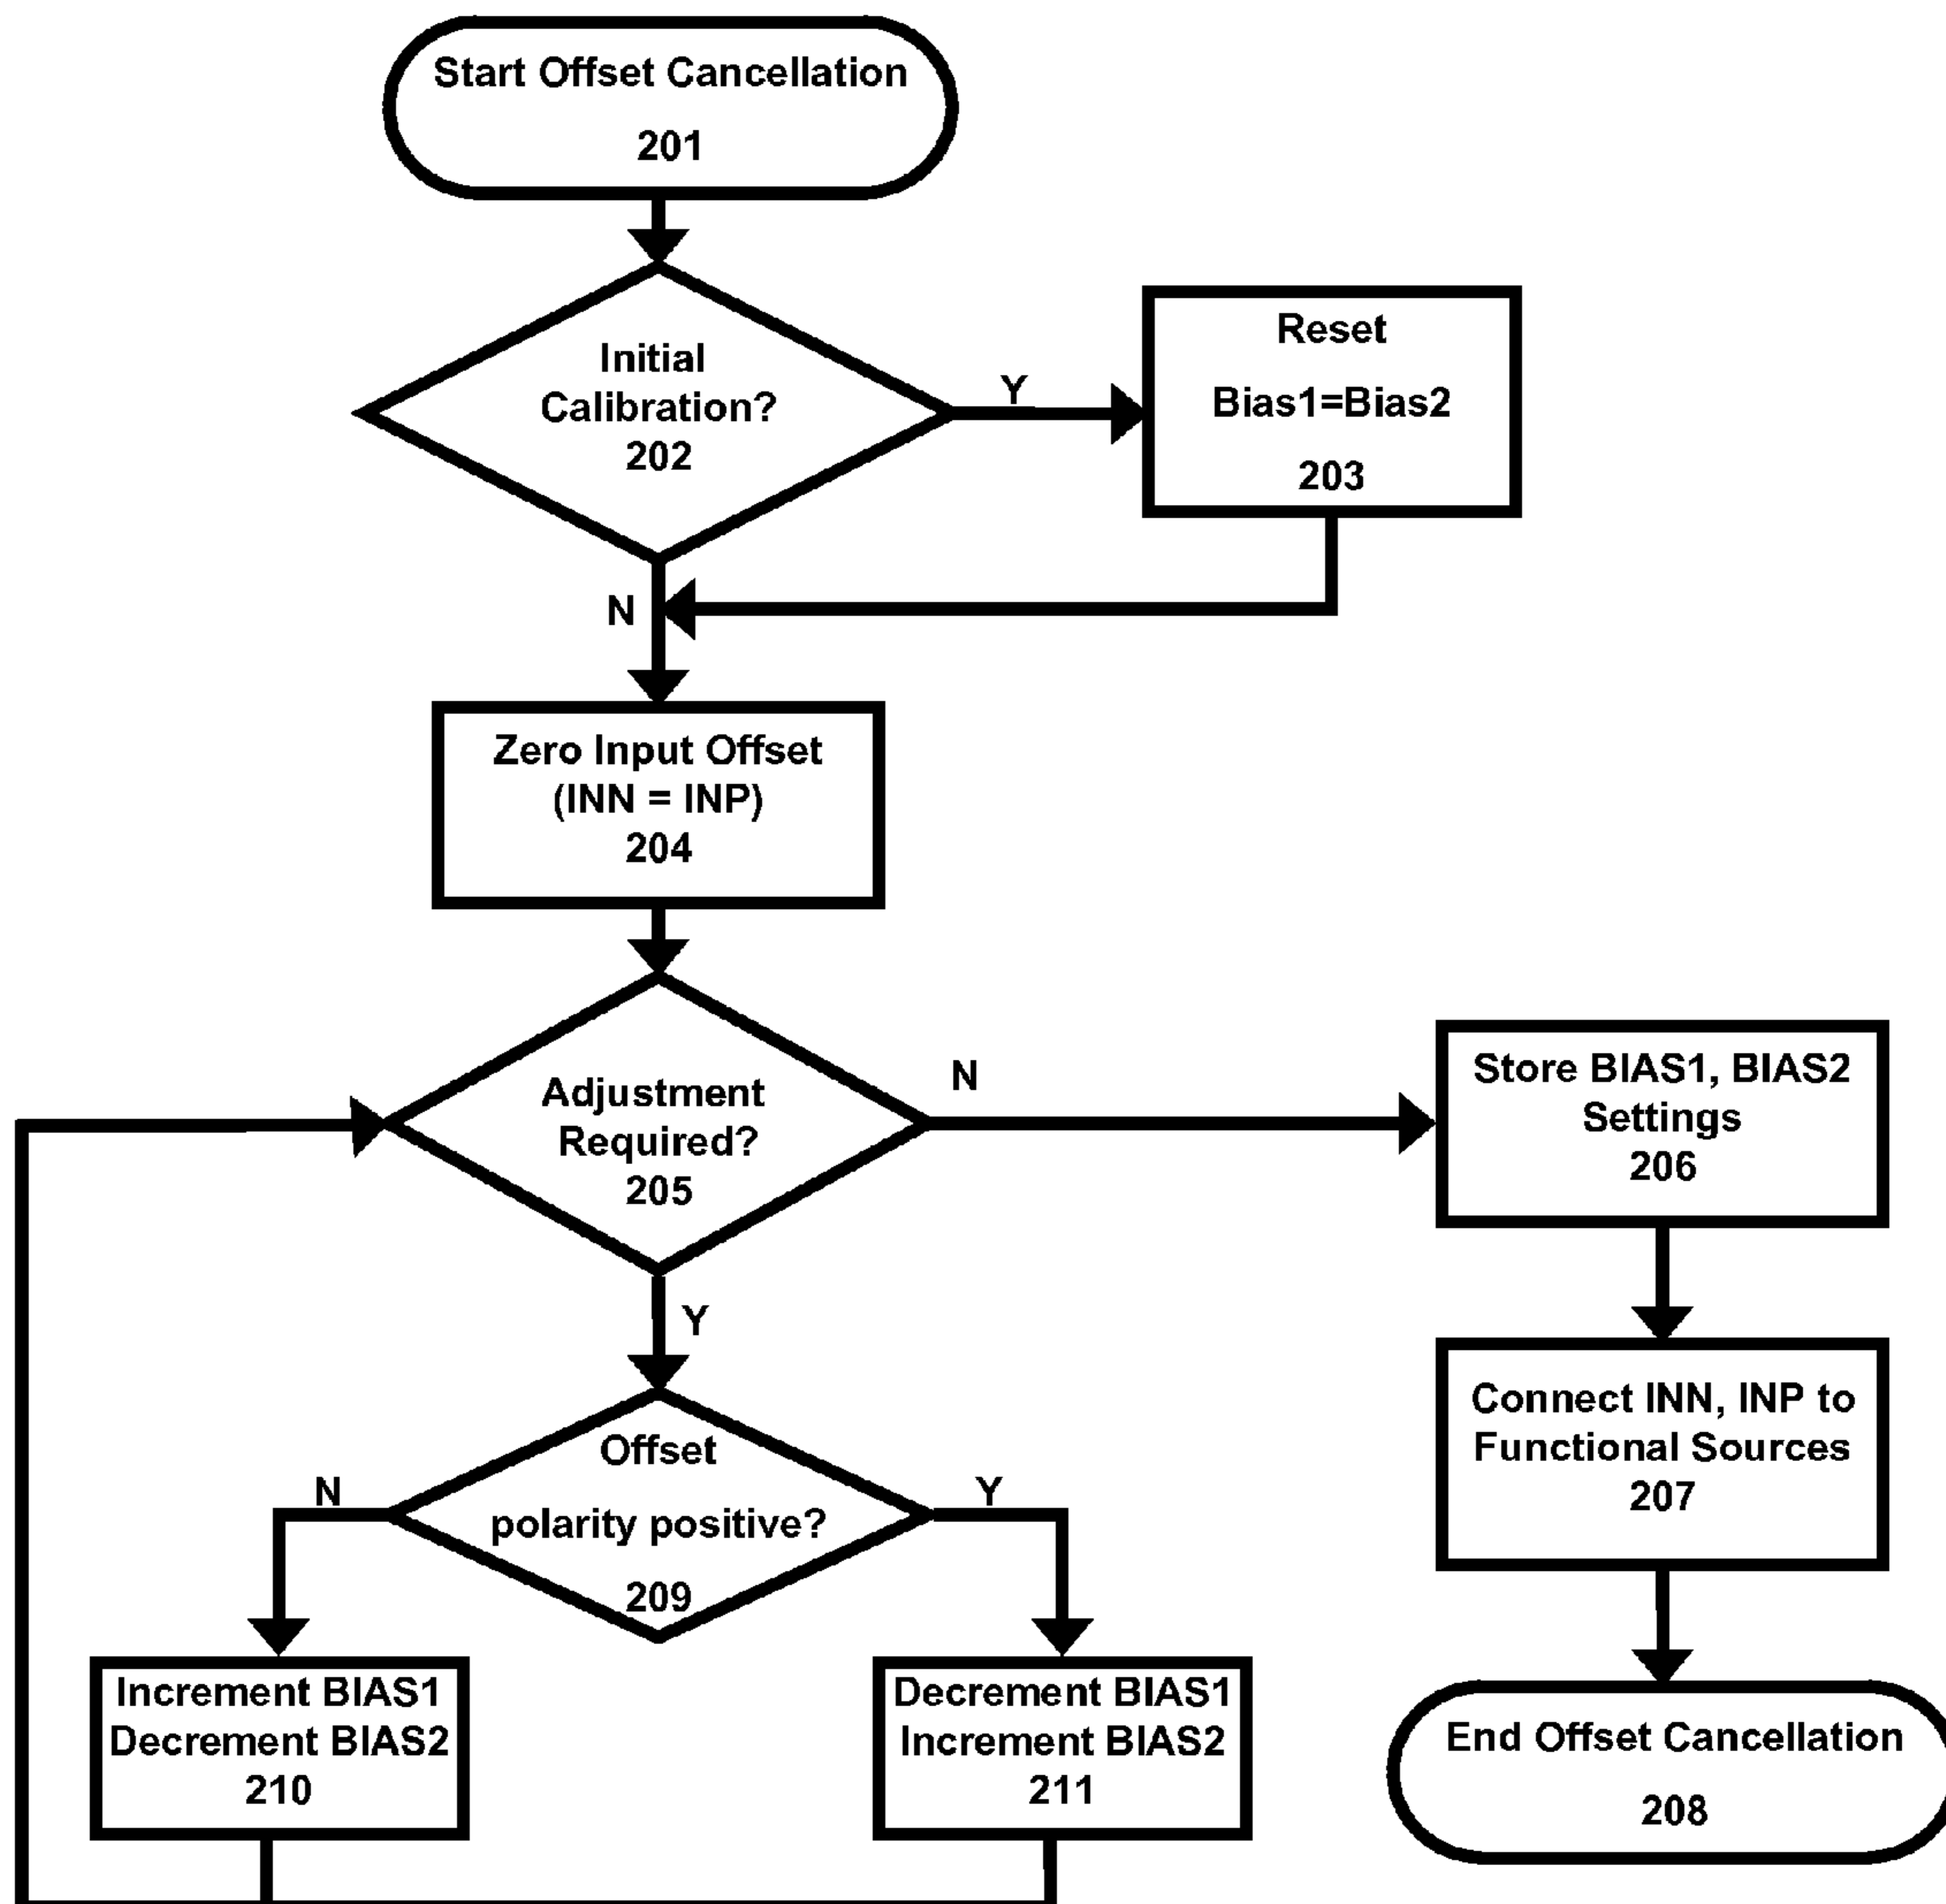 Start Offset Cancellation
201
Initial
Calibration?
202
Y
Reset
Bias1=Bias2
203
N
Zero Input Offset
(INN = INP)
204
Adjustment
Required?
205
N
Store BIAS1, BIAS2
Settings
206
Y
Connect INN, INP to
Functional Sources
207
Offset
polarity positive?
209
N
Y
Increment BIAS1
Decrement BIAS2
210
Decrement BIAS1
Increment BIAS2
211
End Offset Cancellation
208